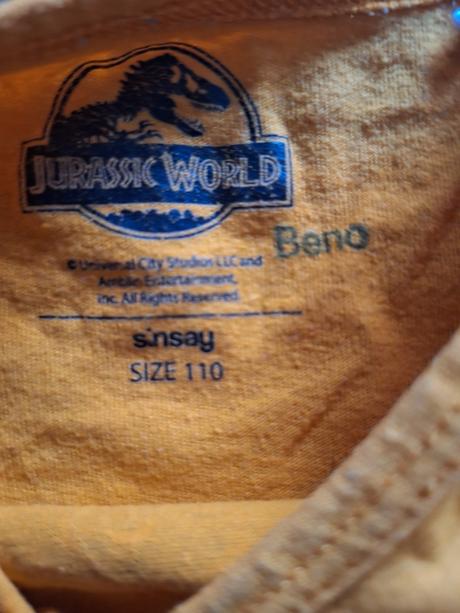 JURASSIC WORLD
Beno
© Universal City Studios LLC and
Amblin Entertainment,
Inc. All Rights Reserved.
sinsay
SIZE 110